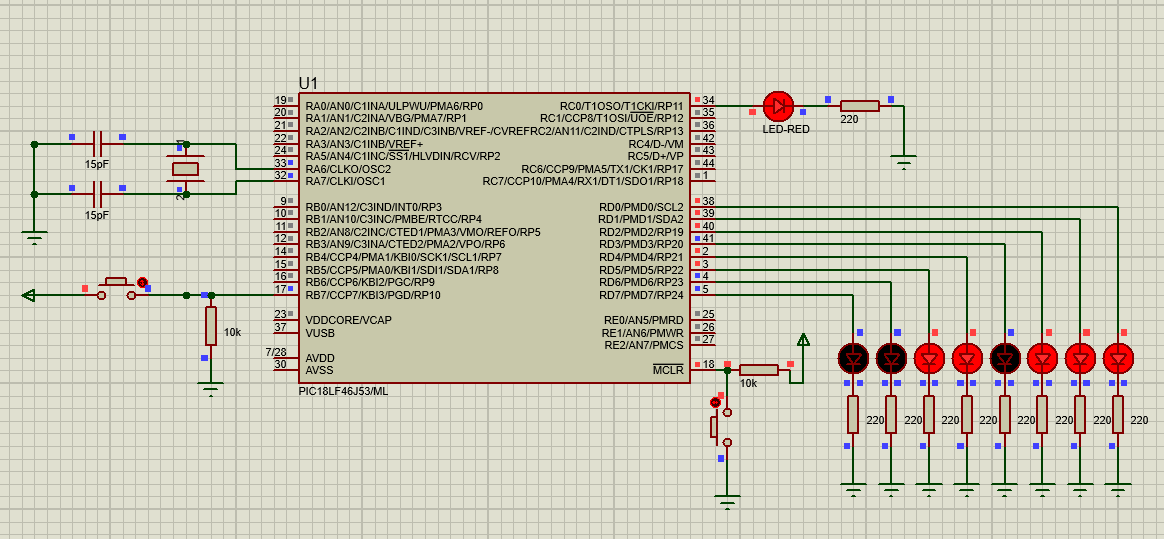 U1
19 RA0/AN0/C1INA/ULPWU/PMA6/RP0
20 RA1/AN1/C2INA/VBG/PMA7/RP1
21 RA2/AN2/C2INB/C1IND/C3INB/VREF-/CVREF
22 RA3/AN3/C1INB/VREF+
24 RA5/AN4/C1INC/SS1/HLVDIN/RCV/RP2
33 RA6/CLKO/OSC2
32 RA7/CLKI/OSC1
9 RB0/AN12/C3IND/INT0/RP3
10 RB1/AN10/C3INC/PMBE/RTCC/RP4
11 RB2/AN8/C2INC/CTED1/PMA3/VMO/REFO/RP5
12 RB3/AN9/C3INA/CTED2/PMA2/VPO/RP6
14 RB4/CCP4/PMA1/KBI0/SCK1/SCL1/RP7
15 RB5/CCP5/PMA0/KBI1/SDI1/SDA1/RP8
16 RB6/CCP6/KBI2/PGC/RP9
17 RB7/CCP7/KBI3/PGD/RP10
23 VDDCORE/VCAP
37 VUSB
7/28 AVDD
30 AVSS
RC0/T1OSO/T1CKI/RP11 34
RC1/CCP8/T1OSI/UOE/RP12 35
RC2/AN11/C2IND/CTPLS/RP13 36
RC4/D-/VM 42
RC5/D+/VP 43
RC6/CCP9/PMA5/TX1/CK1/RP17 44
RC7/CCP10/PMA4/RX1/DT1/SDO1/RP18 1
RD0/PMD0/SCL2 38
RD1/PMD1/SDA2 39
RD2/PMD2/RP19 40
RD3/PMD3/RP20 41
RD4/PMD4/RP21 2
RD5/PMD5/RP22 3
RD6/PMD6/RP23 4
RD7/PMD7/RP24 5
RE0/AN5/PMRD 25
RE1/AN6/PMWR 26
RE2/AN7/PMCS 27
MCLR 18
PIC18LF46J53/ML
15pF
15pF
10k
LED-RED
220
10k
220 220 220 220 220 220 220 220